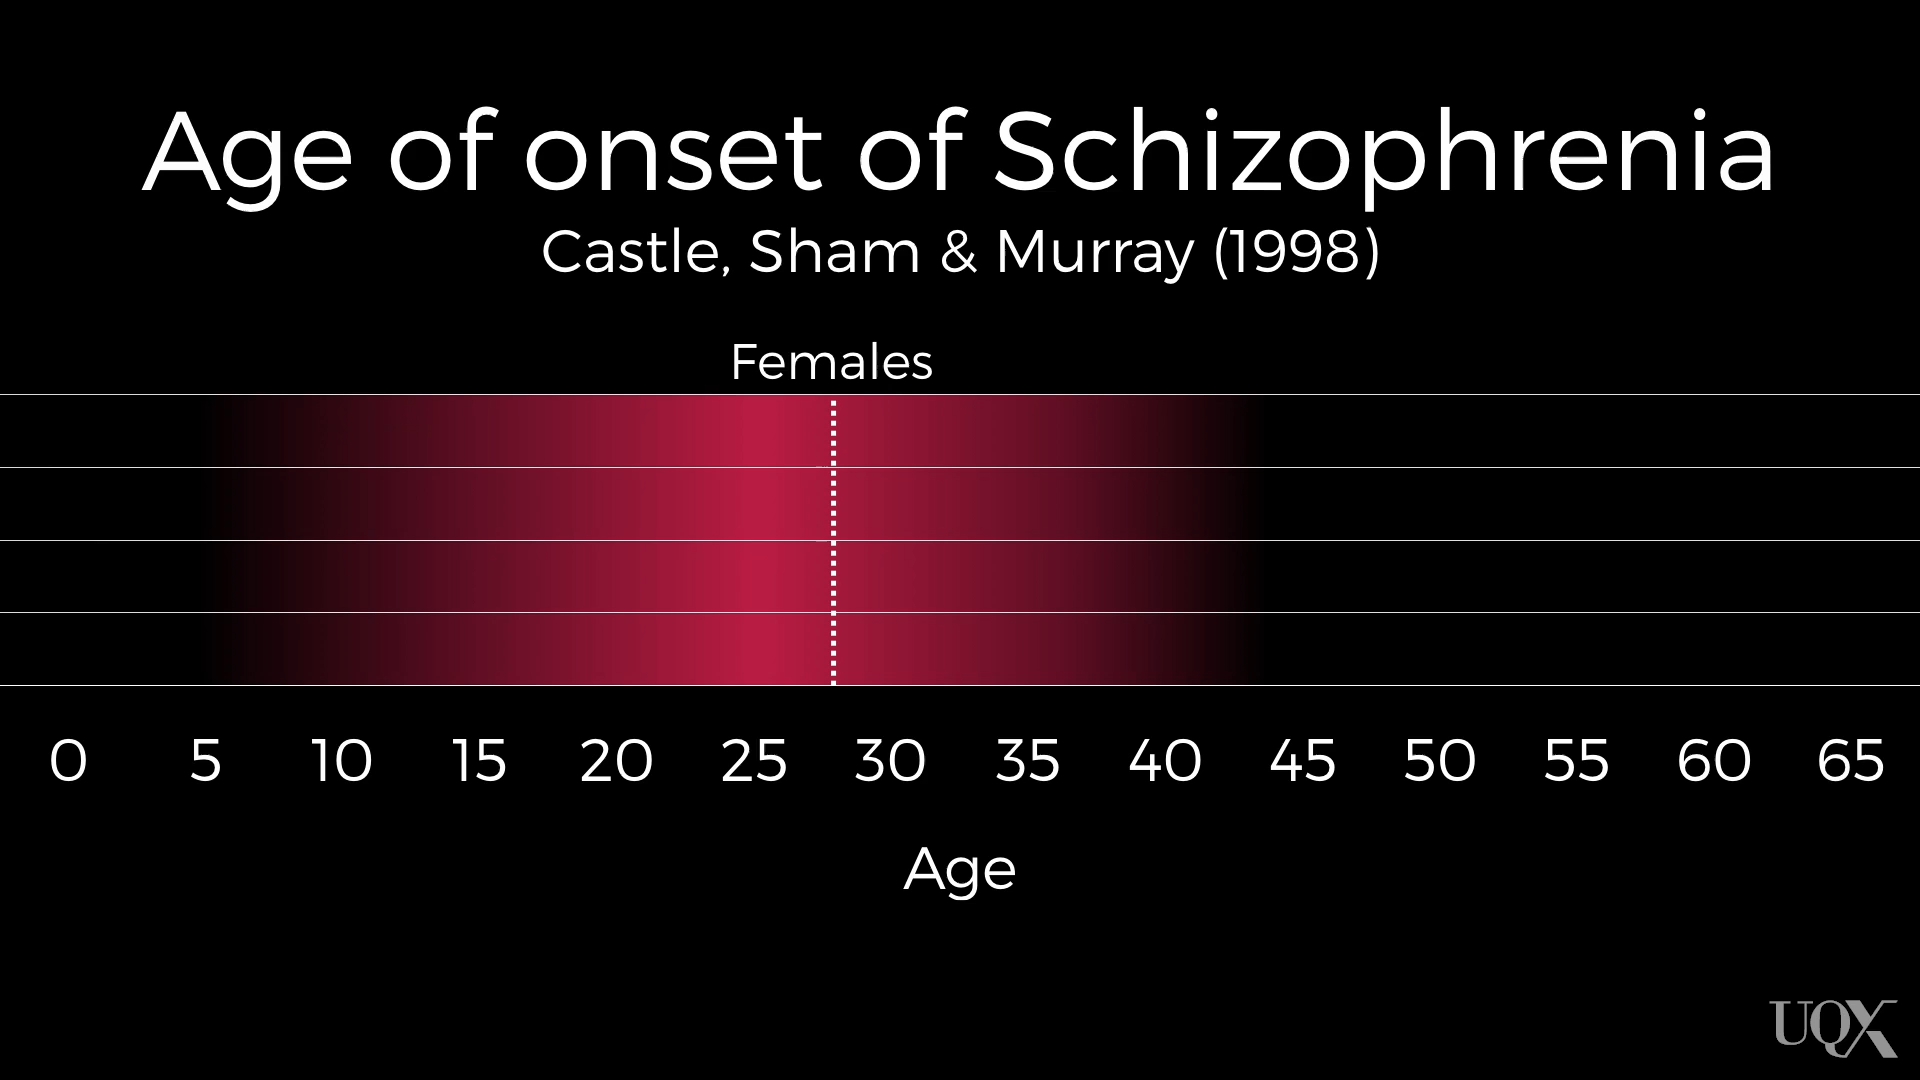 Age of onset of Schizophrenia
Castle, Sham & Murray (1998)
Females
0 5 10 15 20 25 30 35 40 45 50 55 60 65
Age
UQX